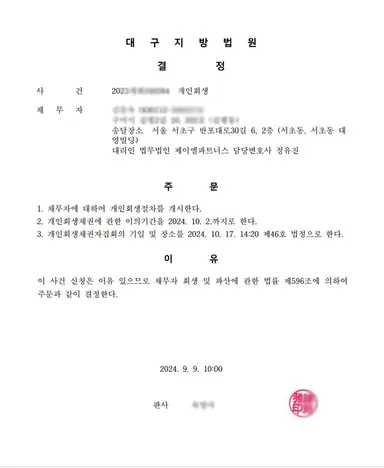 대 구 지 방 법 원
결 정
사 건 202 개인회생
채 무 자
송달장소 서울 서초구 반포대로30길 6, 2층 (서초동, 서초동 대
영빌딩)
대리인 법무법인 제이엘파트너스 담당변호사 정유진
주 문
1. 채무자에 대하여 개인회생절차를 개시한다.
2. 개인회생채권에 관한 이의기간을 2024. 10. 2.까지로 한다.
3. 개인회생채권자집회의 기일 및 장소를 2024. 10. 17. 14:20 제46호 법정으로 한다.
이 유
이 사건 신청은 이유 있으므로 채무자 회생 및 파산에 관한 법률 제596조에 의하여
주문과 같이 결정한다.
2024. 9. 9. 10:00
판사